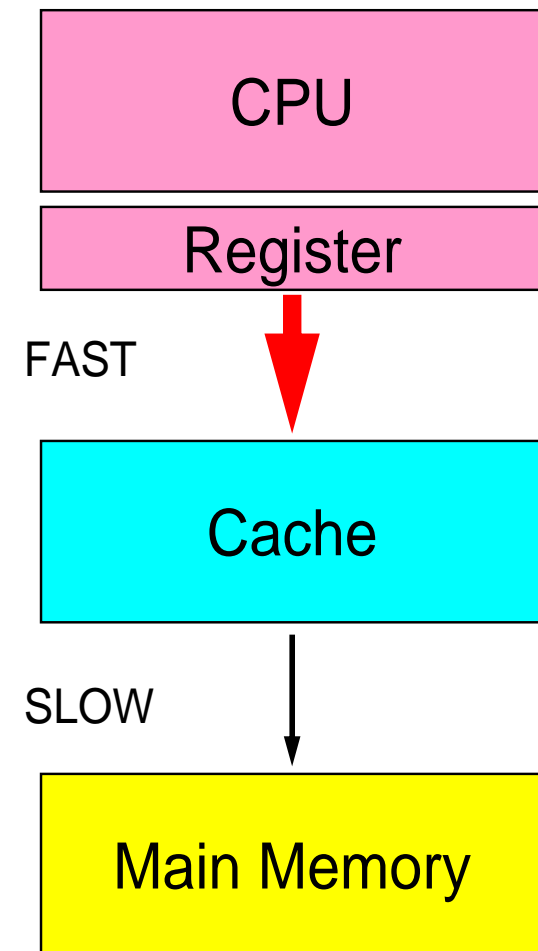 CPU
Register
FAST
Cache
SLOW
Main Memory